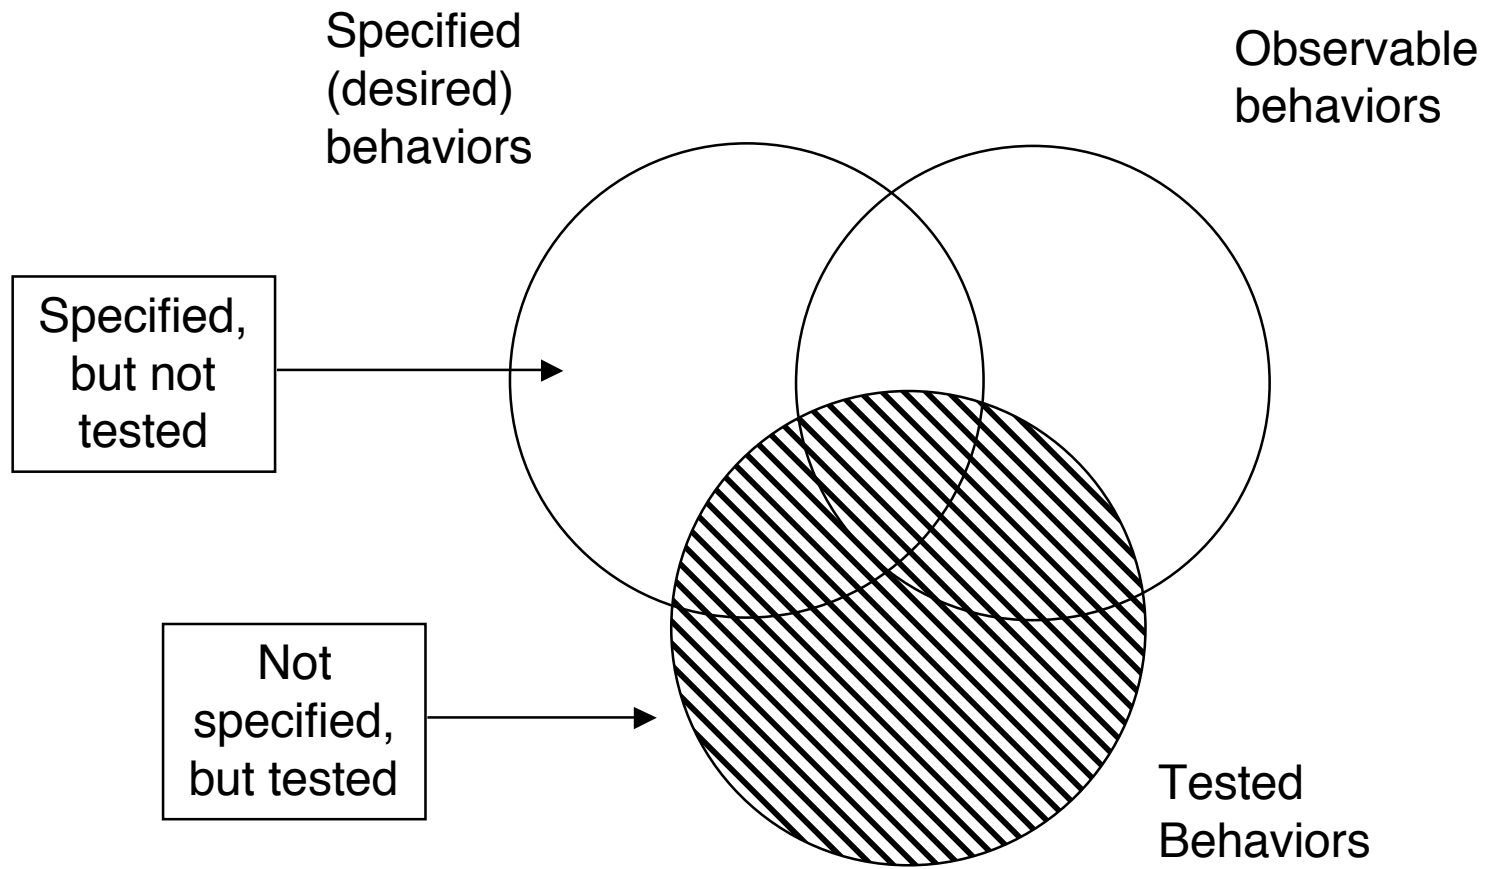 Specified
(desired)
behaviors
Observable
behaviors
Specified,
but not
tested
Not
specified,
but tested
Tested
Behaviors